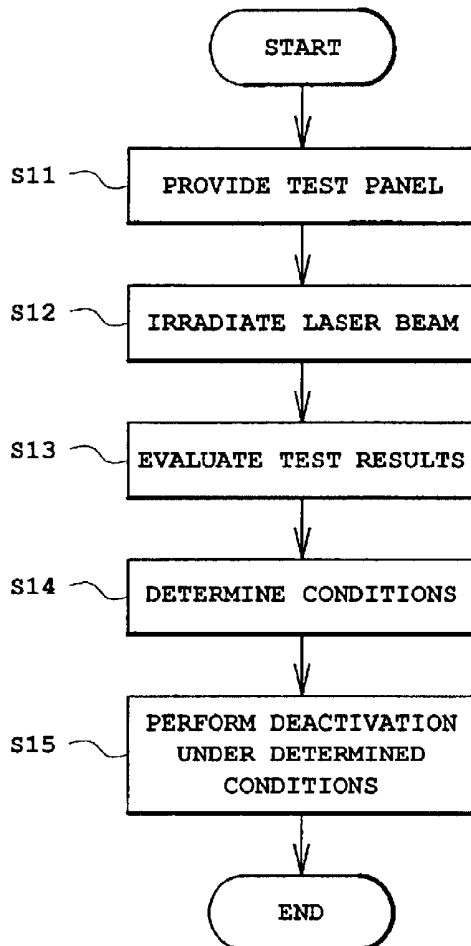 START
S11
PROVIDE TEST PANEL
S12
IRRADIATE LASER BEAM
S13
EVALUATE TEST RESULTS
S14
DETERMINE CONDITIONS
S15
PERFORM DEACTIVATION
UNDER DETERMINED
CONDITIONS
END